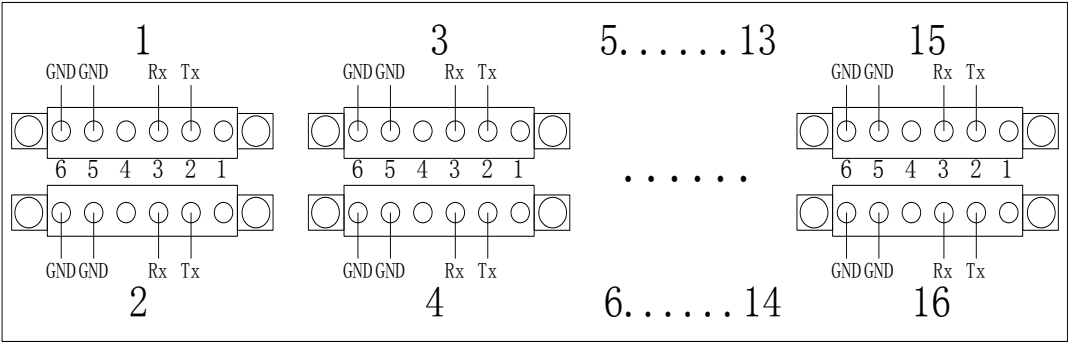 1 3 5......13 15
GND GND Rx Tx GND GND Rx Tx GND GND Rx Tx
6 5 4 3 2 1 6 5 4 3 2 1 ...... 6 5 4 3 2 1
GND GND Rx Tx GND GND Rx Tx GND GND Rx Tx
2 4 6......14 16